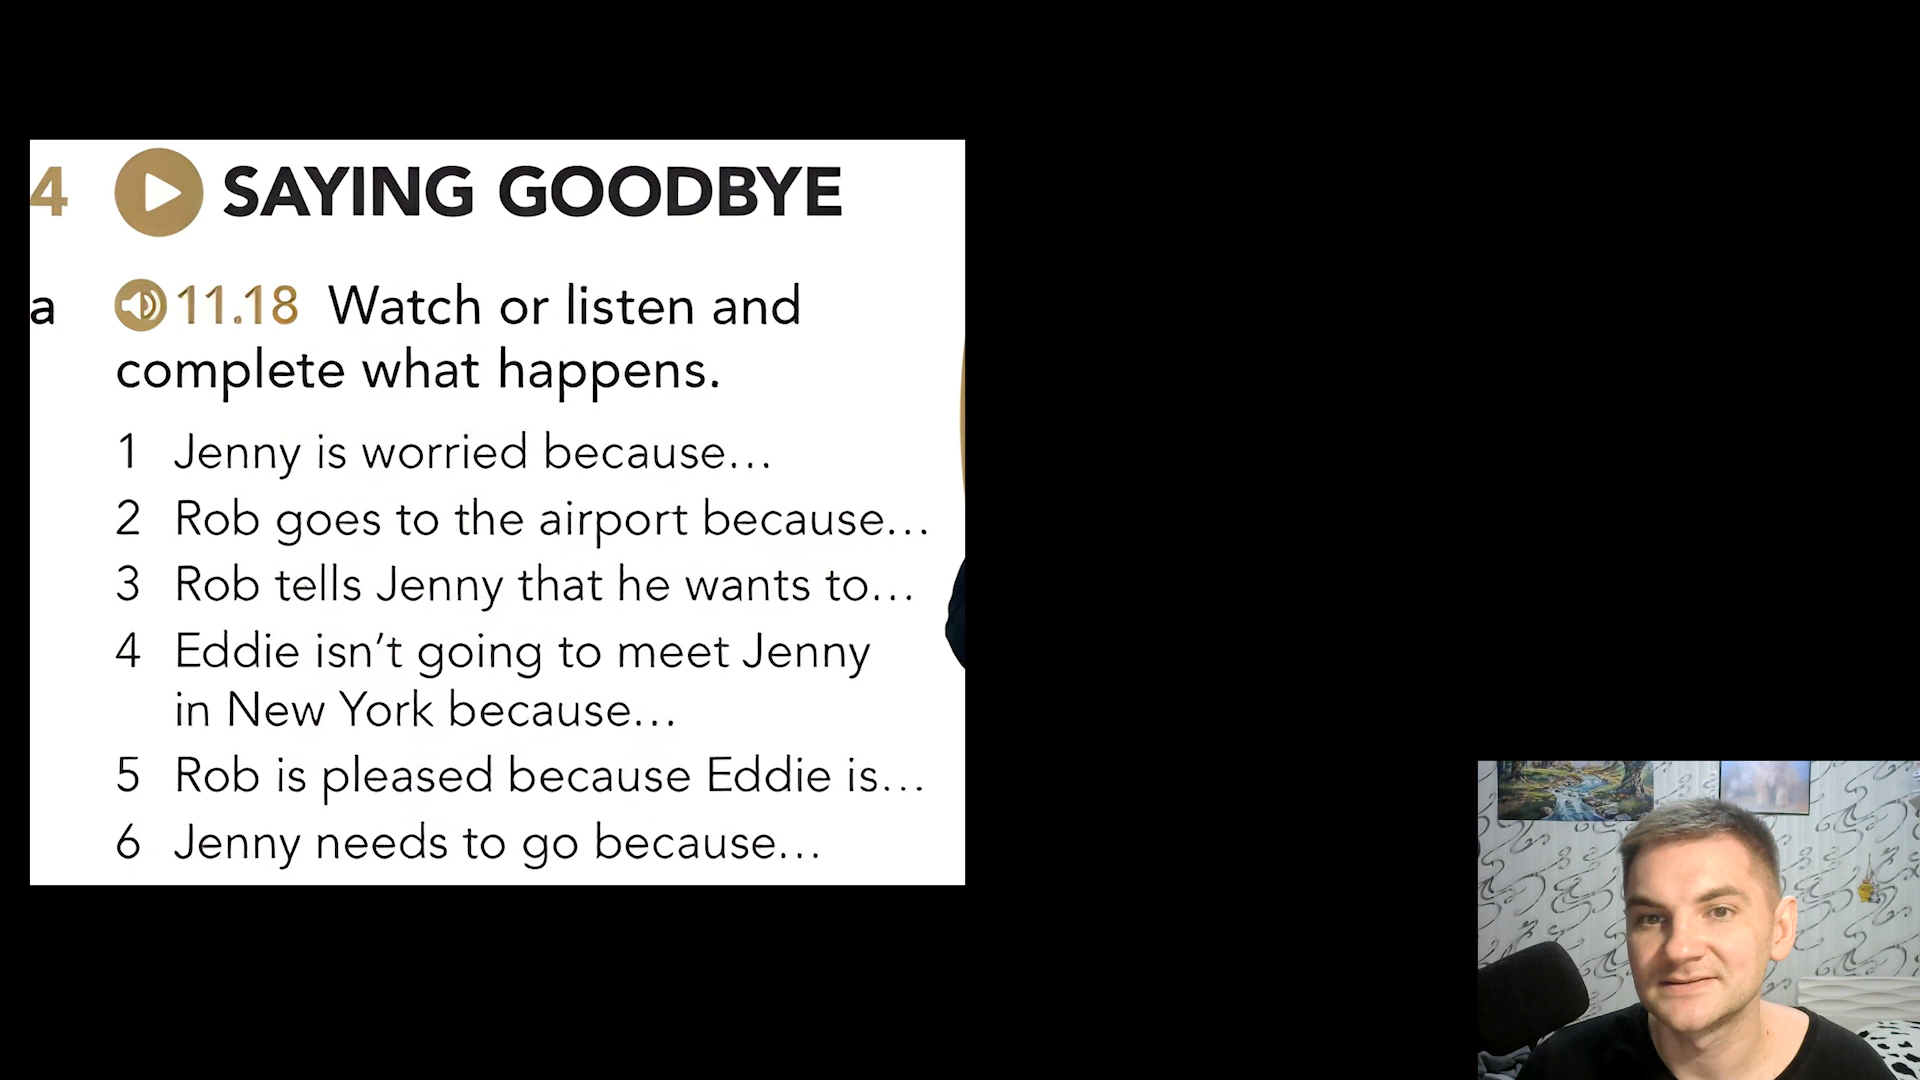 4 SAYING GOODBYE
a 11.18 Watch or listen and
complete what happens.
1 Jenny is worried because…
2 Rob goes to the airport because…
3 Rob tells Jenny that he wants to…
4 Eddie isn’t going to meet Jenny
in New York because…
5 Rob is pleased because Eddie is…
6 Jenny needs to go because…